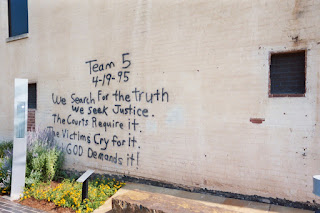 Team 5
4-19-95
We Search For the truth
We Seek Justice.
The Courts Require it.
The Victims Cry for it.
GOD Demands it!